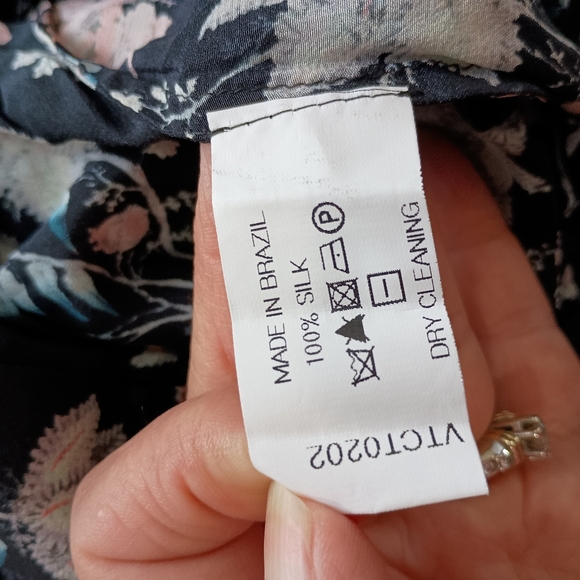 MADE IN BRAZIL
100% SILK
P
DRY CLEANING
VTCT0202